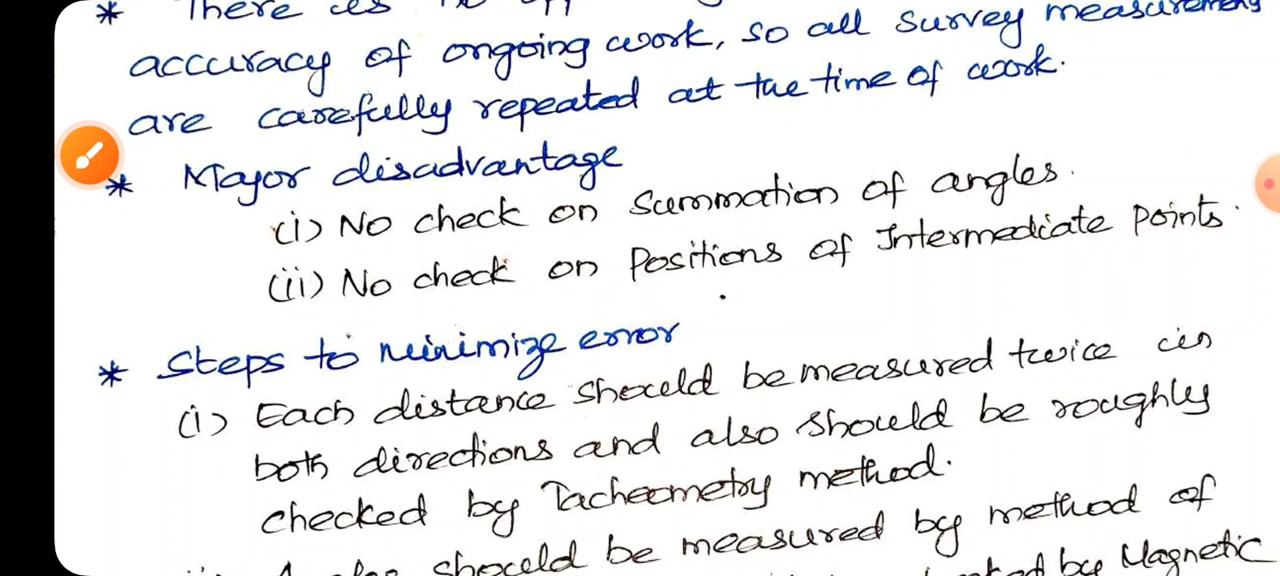 * There is
accuracy of ongoing work, so all survey measurements
are carefully repeated at the time of work.
* Major disadvantage
(i) No check on Summation of angles.
(ii) No check on Positions of Intermediate Points.
* Steps to minimize error
(i) Each distance should be measured twice in
both directions and also should be roughly
checked by Tacheometry method.
should be measured by method of
by Magnetic